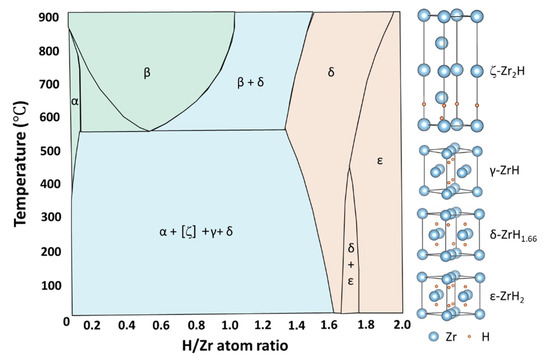 900
800
700
600
500
400
300
200
100
0
Temperature (°C)
α
β
β + δ
δ
ε
α + [ζ] +γ+ δ
δ
+
ε
0.2 0.4 0.6 0.8 1.0 1.2 1.4 1.6 1.8 2.0
H/Zr atom ratio
ζ-Zr₂H
γ-ZrH
δ-ZrH₁.₆₆
ε-ZrH₂
Zr H